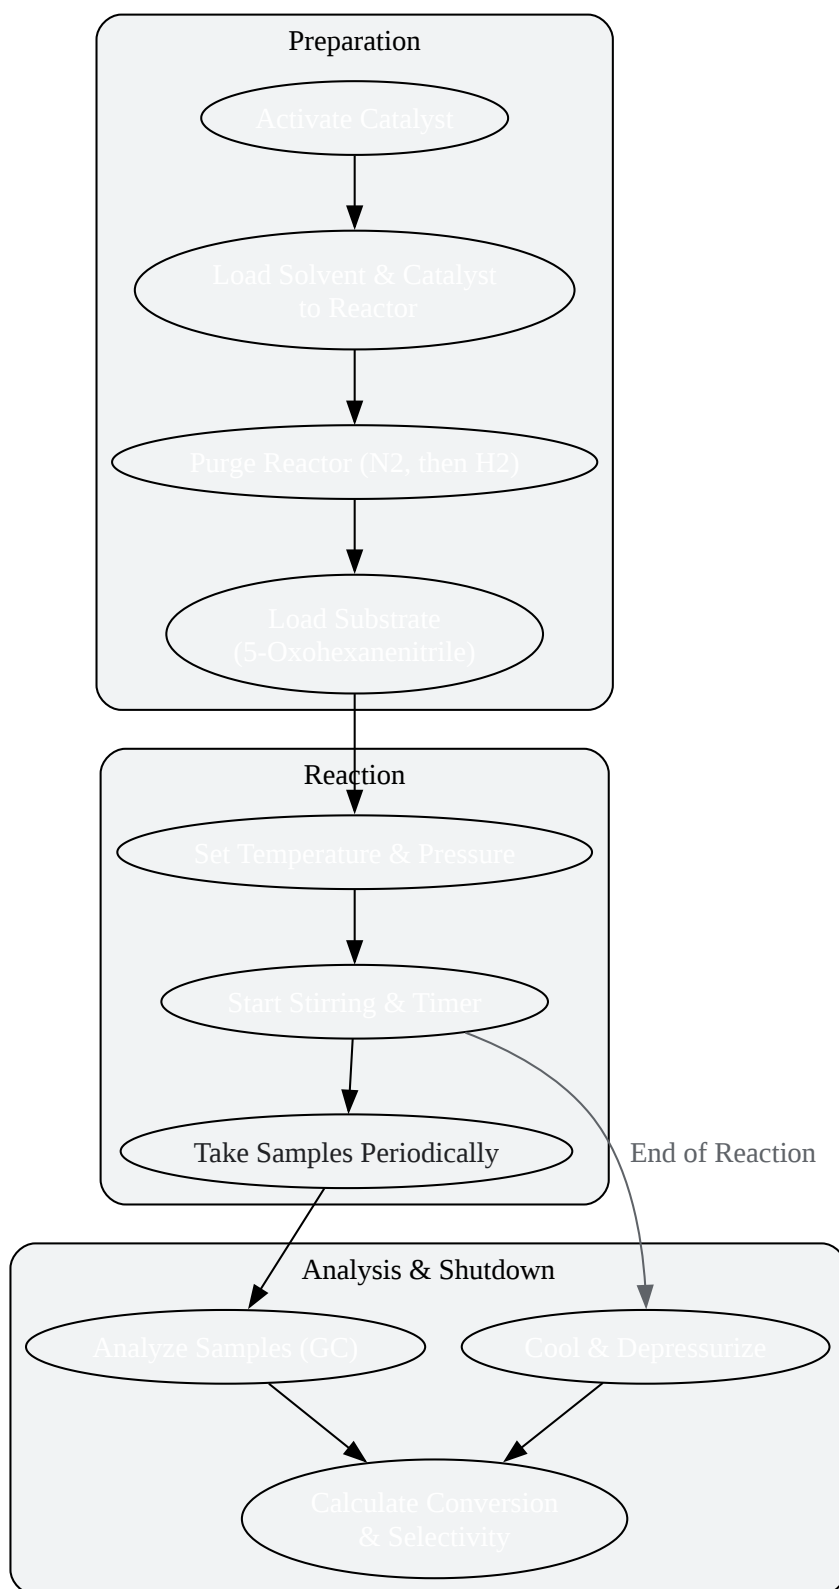 Preparation
Activate Catalyst
Load Solvent & Catalyst
to Reactor
Purge Reactor (N2, then H2)
Load Substrate
(5-Oxohexanenitrile)
Reaction
Set Temperature & Pressure
Start Stirring & Timer
Take Samples Periodically
End of Reaction
Analysis & Shutdown
Analyze Samples (GC)
Cool & Depressurize
Calculate Conversion
& Selectivity